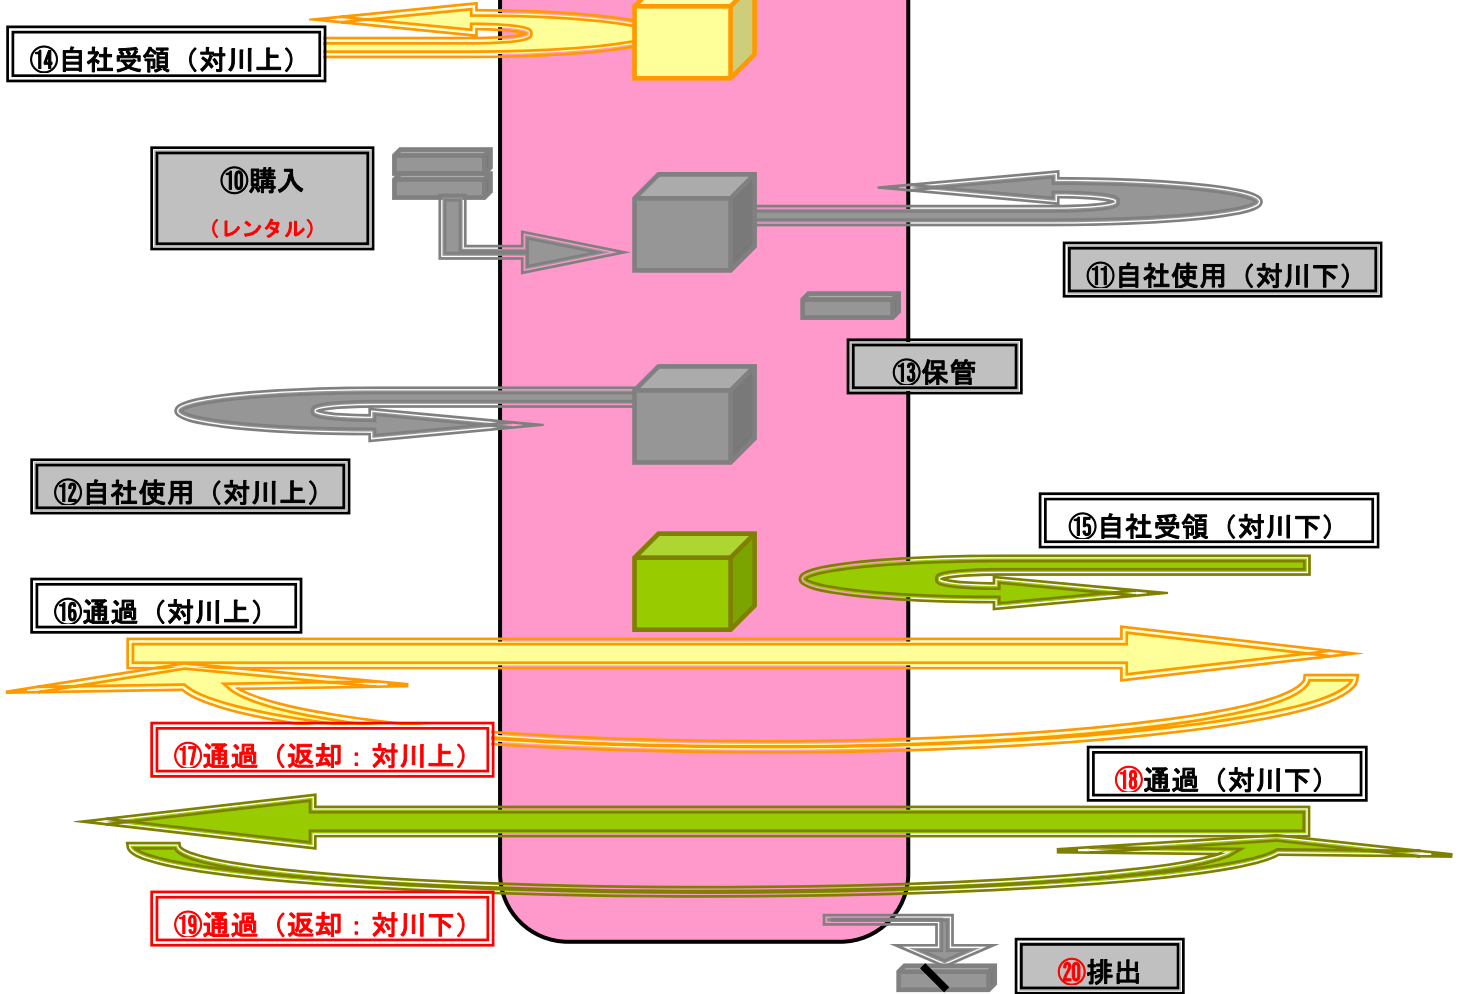 ⑭自社受領（対川上）
⑩購入
（レンタル）
⑪自社使用（対川下）
⑬保管
⑫自社使用（対川上）
⑮自社受領（対川下）
⑯通過（対川上）
⑰通過（返却：対川上）
⑱通過（対川下）
⑲通過（返却：対川下）
⑳排出